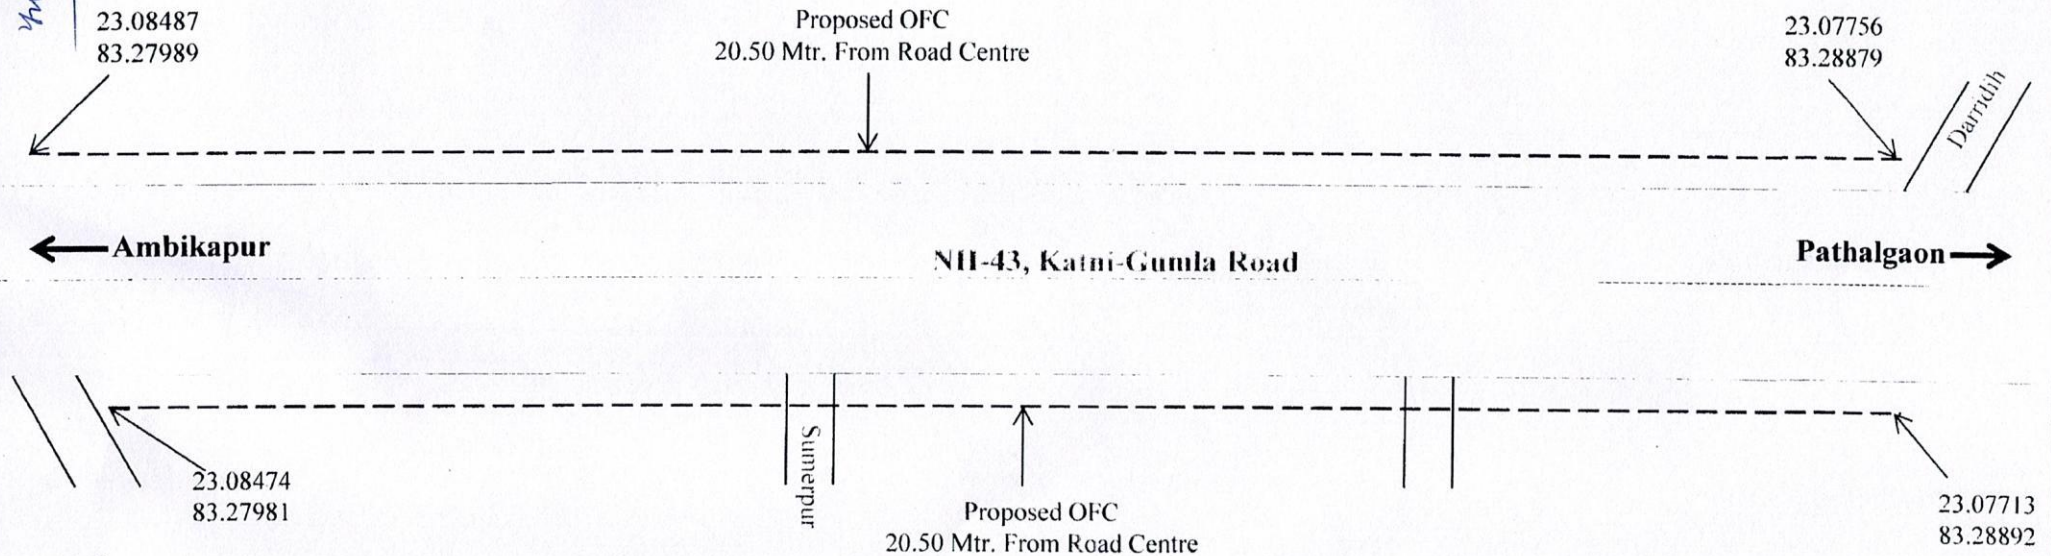 23.08487
83.27989
Proposed OFC
20.50 Mtr. From Road Centre
23.07756
83.28879
Darridih
Ambikapur
NH-43, Katni-Gumla Road
Pathalgaon
Sumerpur
23.08474
83.27981
Proposed OFC
20.50 Mtr. From Road Centre
23.07713
83.28892